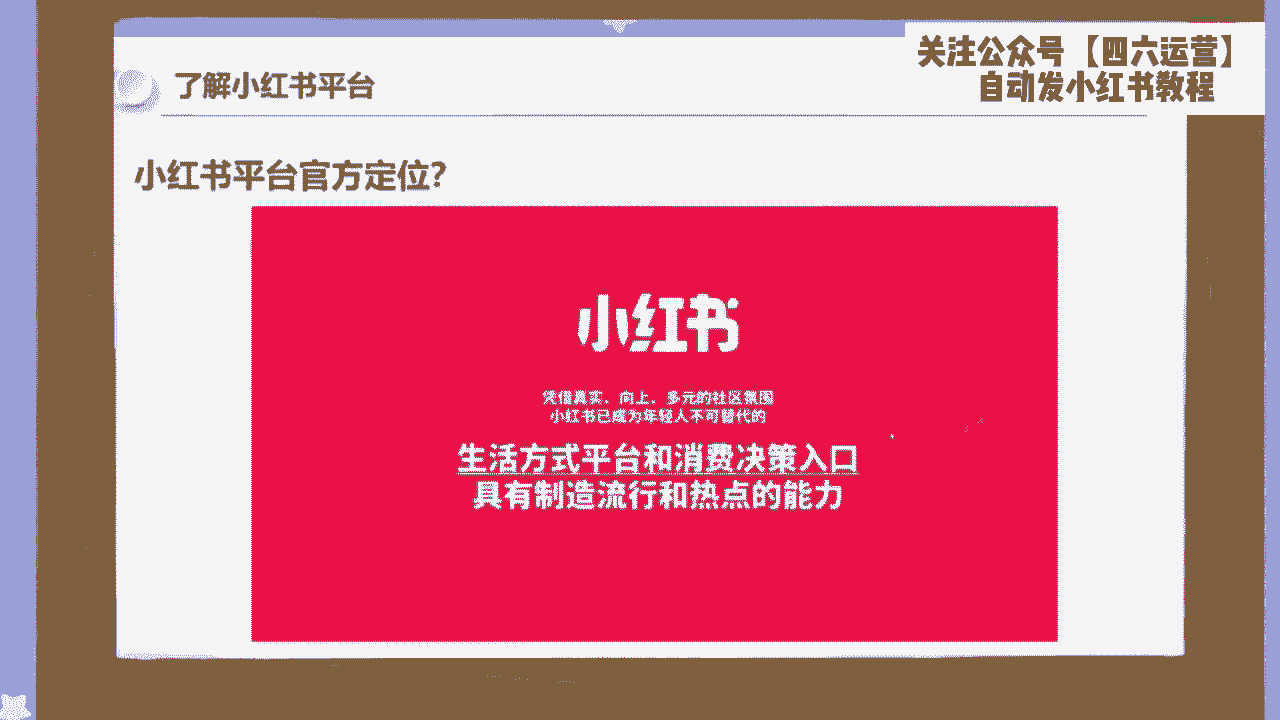 关注公众号【四六运营】
自动发小红书教程
了解小红书平台
小红书平台官方定位?
小红书
凭借真实、向上、多元的社区氛围
小红书已成为年轻人不可替代的
生活方式平台和消费决策入口
具有制造流行和热点的能力